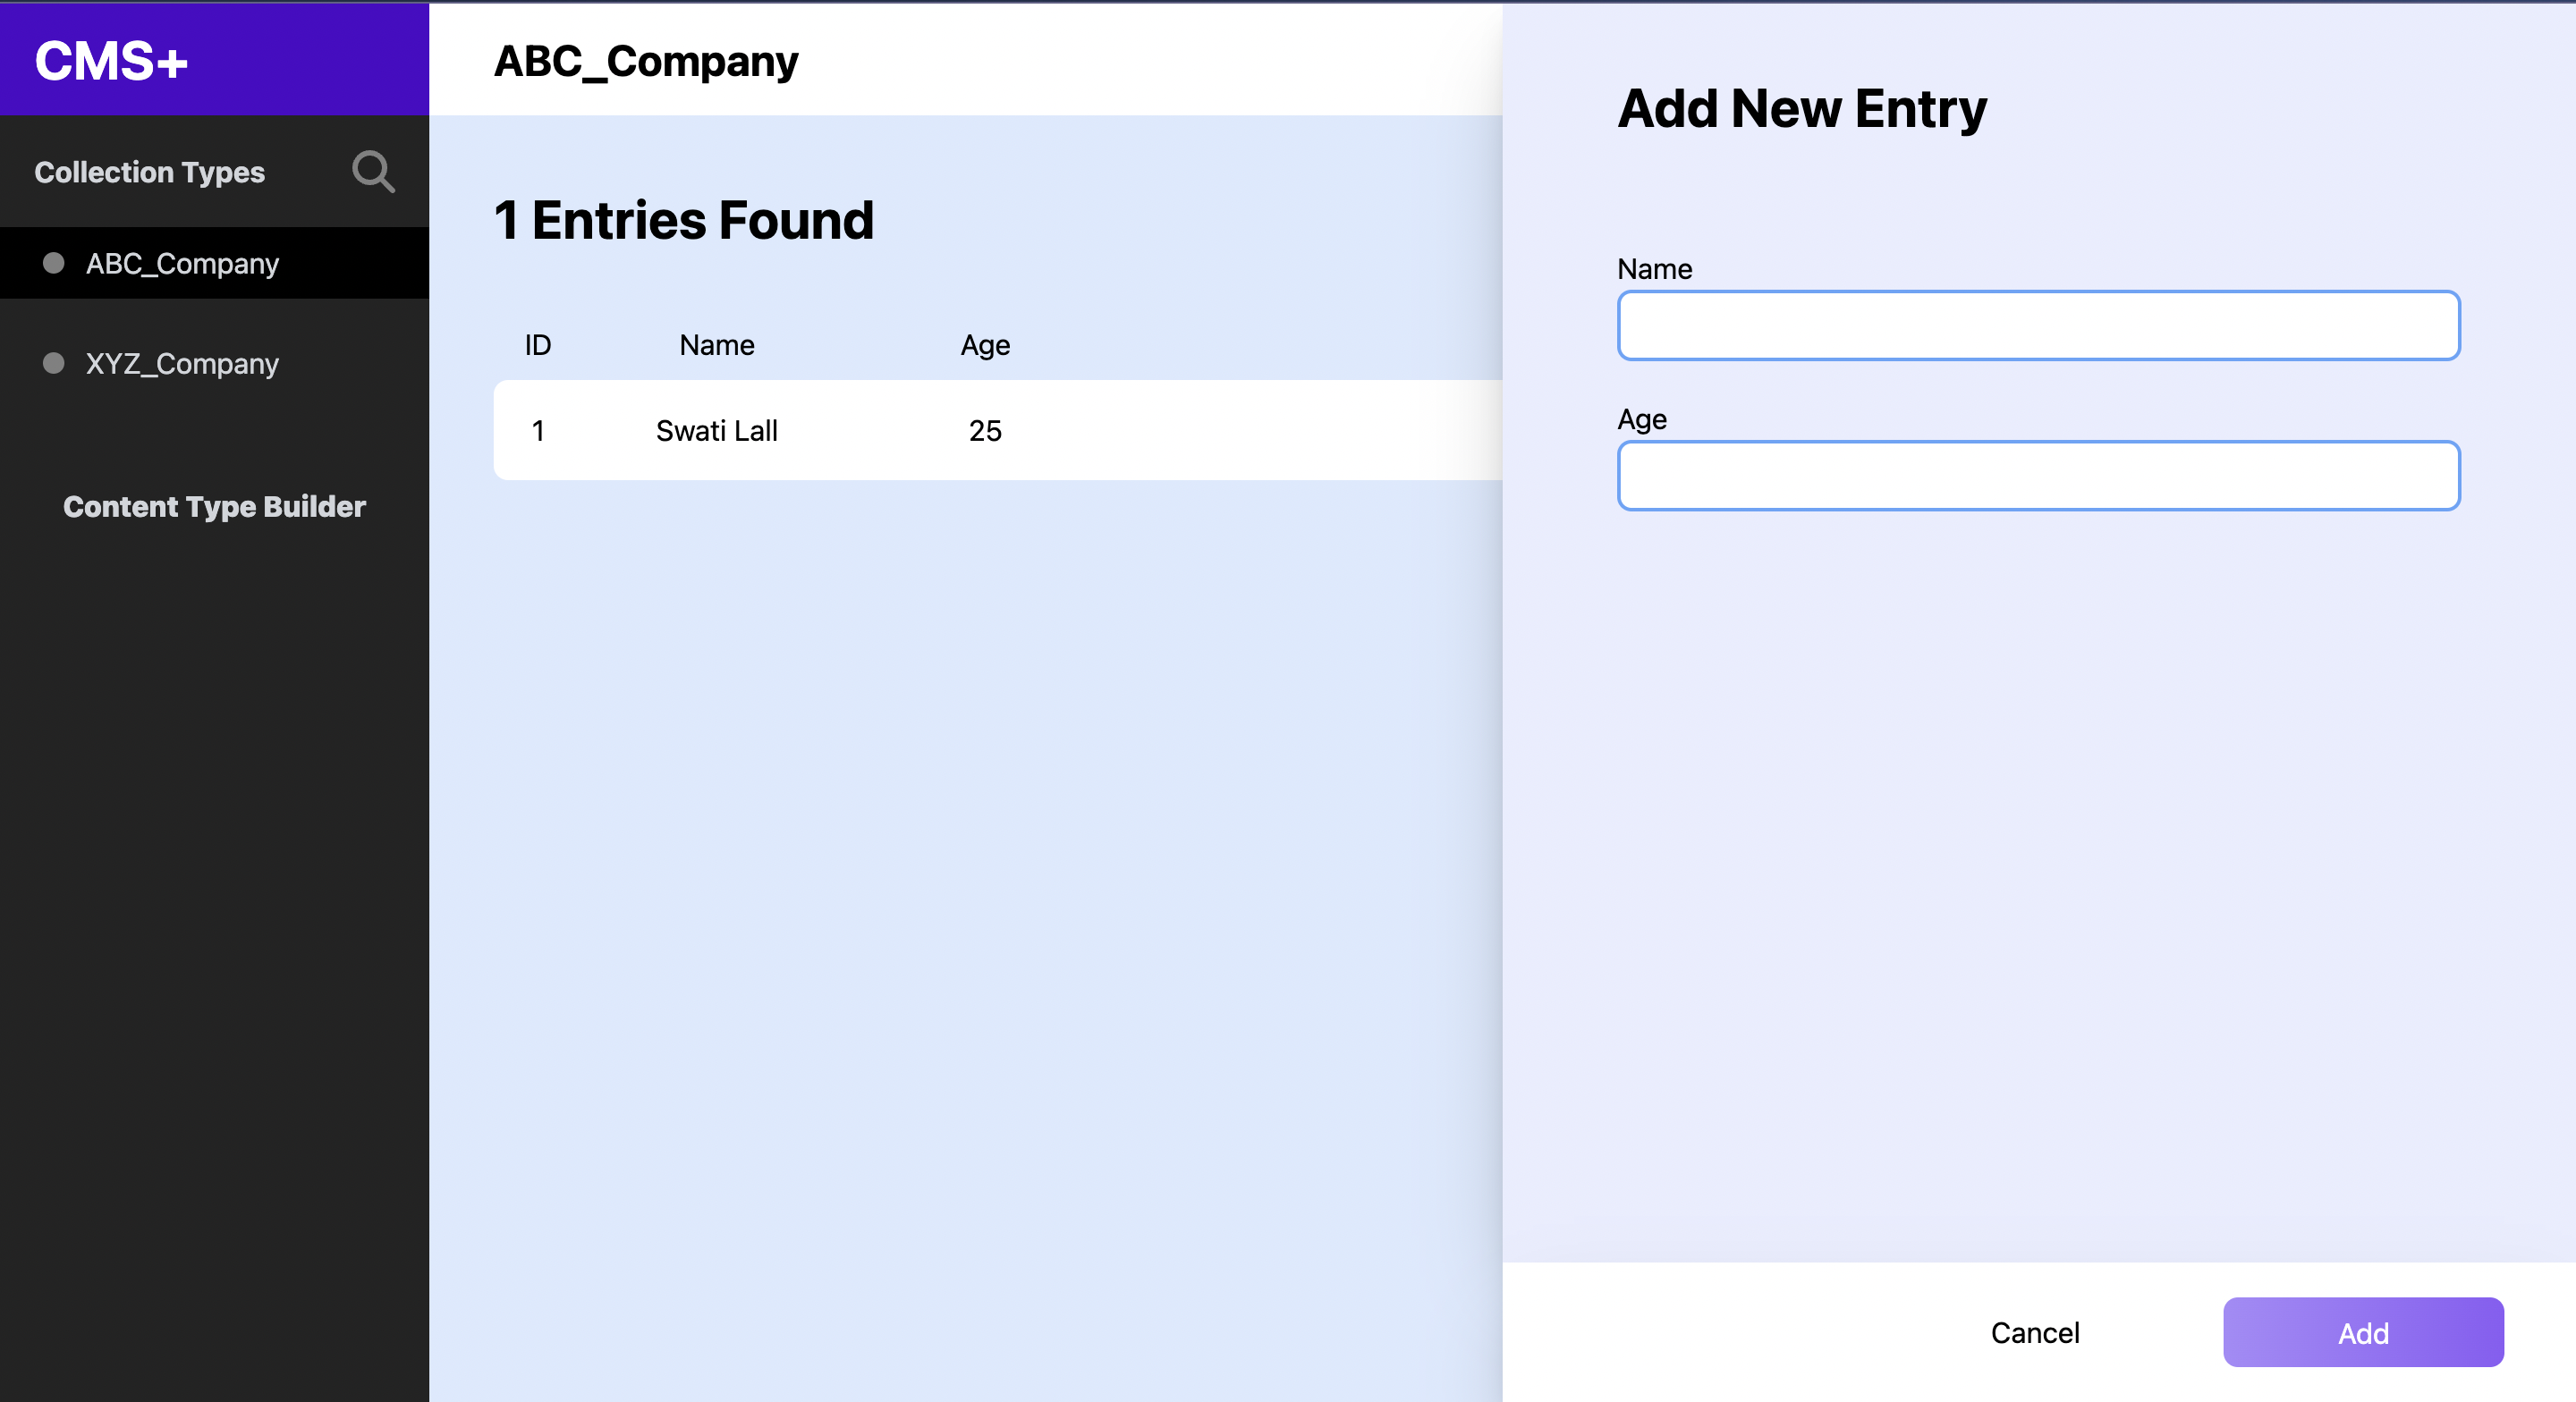 CMS+
Collection Types
ABC_Company
XYZ_Company
Content Type Builder
ABC_Company
1 Entries Found
ID Name Age
1 Swati Lall 25
Add New Entry
Name
Age
Cancel Add